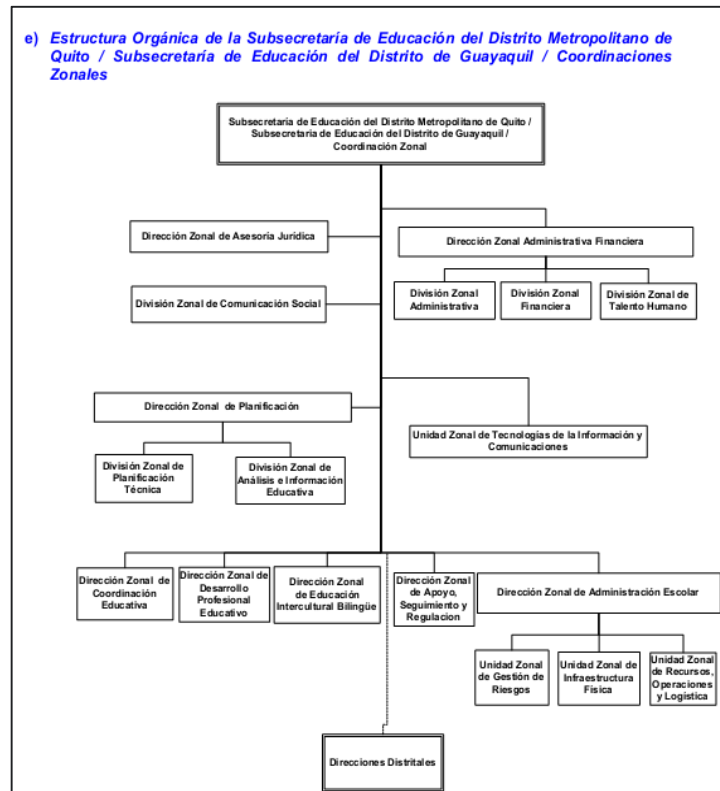 e) Estructura Orgánica de la Subsecretaría de Educación del Distrito Metropolitano de
Quito / Subsecretaría de Educación del Distrito de Guayaquil / Coordinaciones
Zonales
Subsecretaria de Educación del Distrito Metropolitano de Quito /
Subsecretaría de Educación del Distrito de Guayaquil /
Coordinación Zonal
Dirección Zonal de Asesoría Jurídica
Dirección Zonal Administrativa Financiera
División Zonal de Comunicación Social
División Zonal
Administrativa
División Zonal
Financiera
División Zonal de
Talento Humano
Dirección Zonal de Planificación
Unidad Zonal de Tecnologías de la Información y
Comunicaciones
División Zonal de
Planificación
Técnica
División Zonal de
Análisis e Información
Educativa
Dirección Zonal de
Coordinación
Educativa
Dirección Zonal de
Desarrollo
Profesional
Educativo
Dirección Zonal
de Educación
Intercultural Bilingüe
Dirección Zonal
de Apoyo,
Seguimiento y
Regulacion
Dirección Zonal de Administración Escolar
Unidad Zonal
de Gestión de
Riesgos
Unidad Zonal de
Infraestructura
Física
Unidad Zonal
de Recursos,
Operaciones
y Logística
Direcciones Distritales